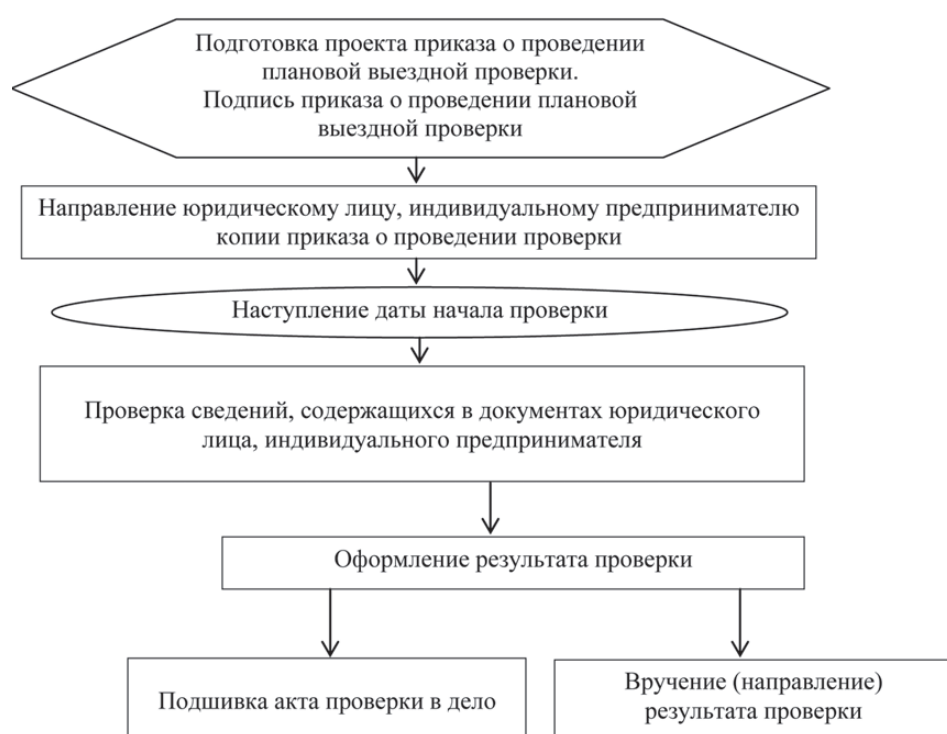 Подготовка проекта приказа о проведении
плановой выездной проверки.
Подпись приказа о проведении плановой
выездной проверки
Направление юридическому лицу, индивидуальному предпринимателю
копии приказа о проведении проверки
Наступление даты начала проверки
Проверка сведений, содержащихся в документах юридического
лица, индивидуального предпринимателя
Оформление результата проверки
Подшивка акта проверки в дело
Вручение (направление)
результата проверки